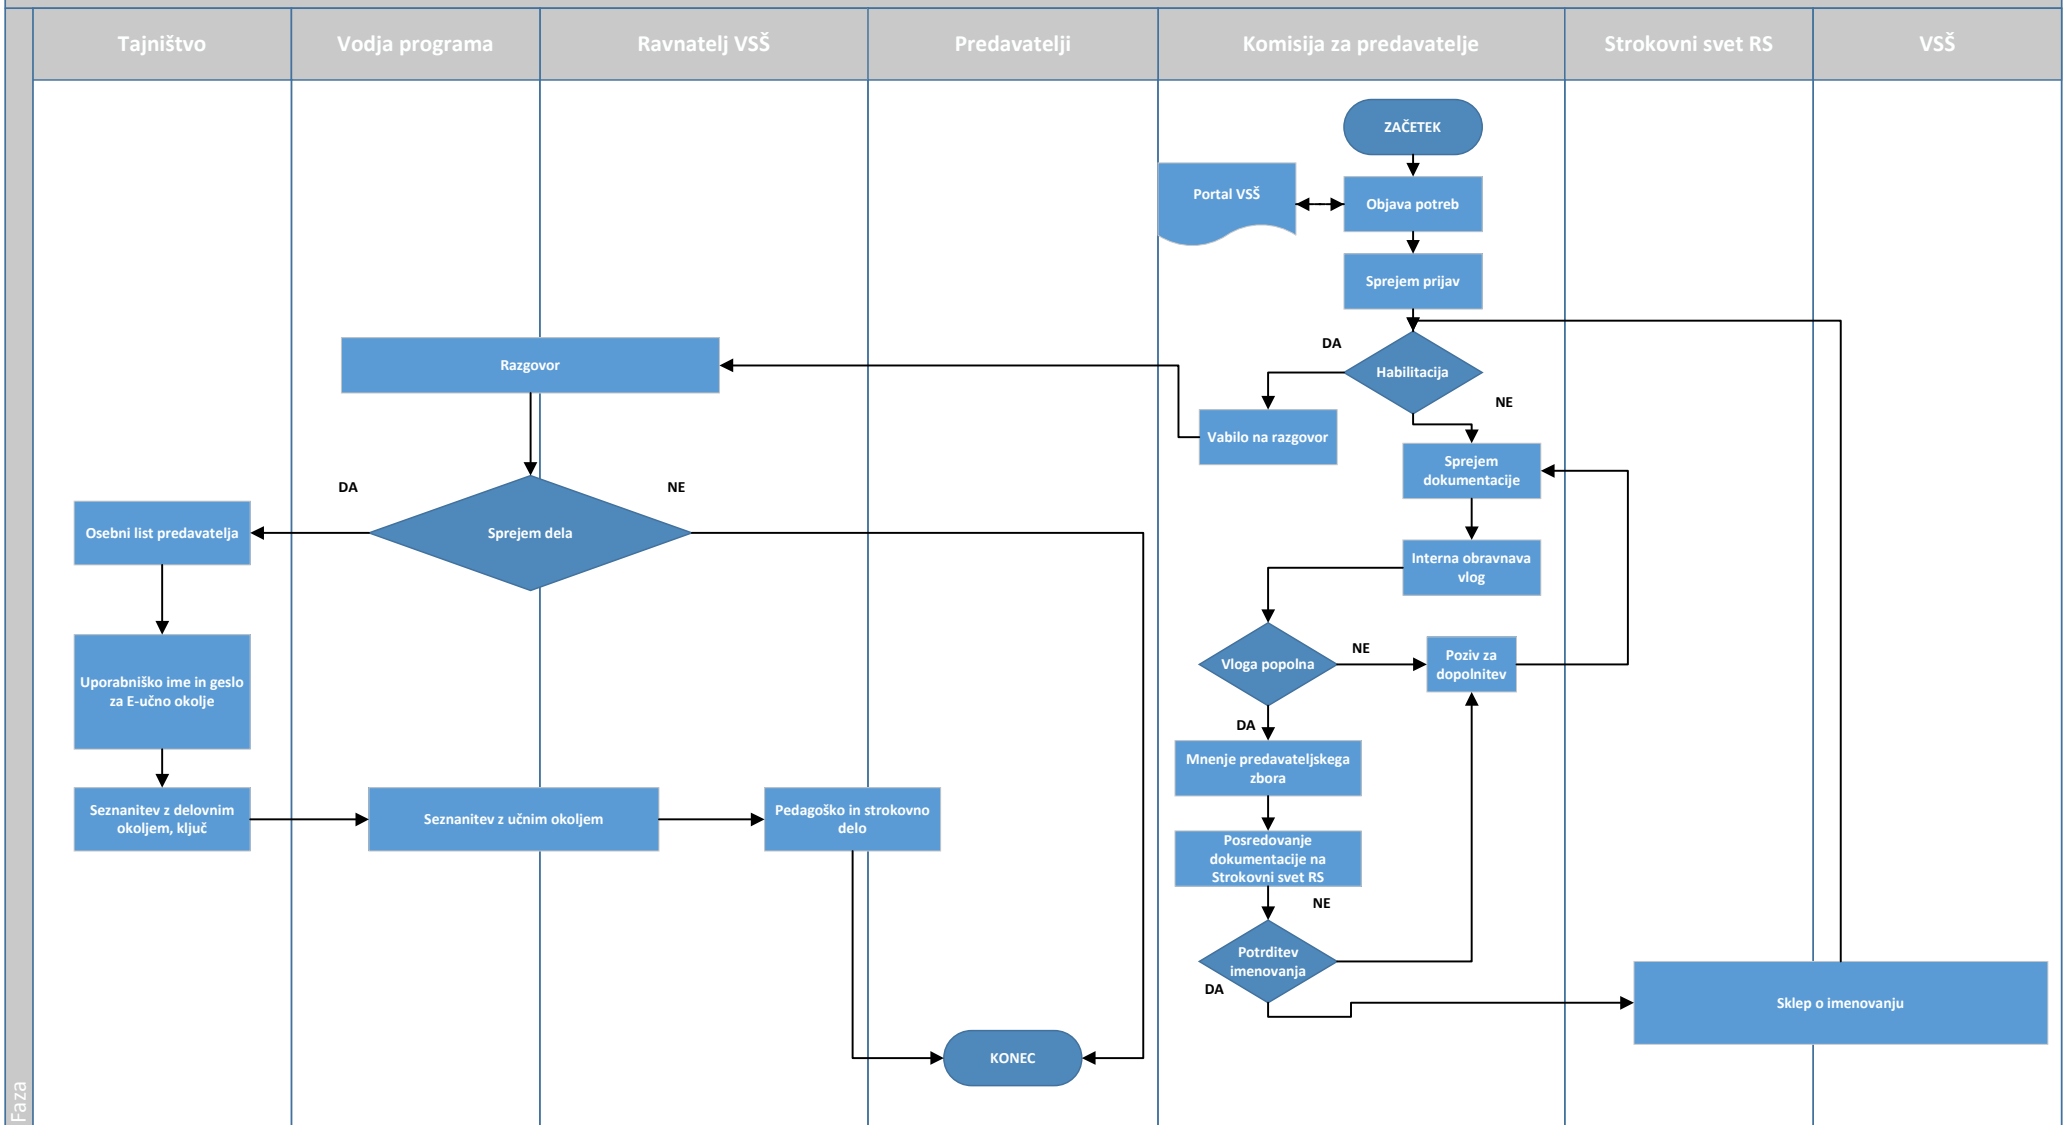 Tajništvo
Vodja programa
Ravnatelj VSŠ
Predavatelji
Komisija za predavatelje
Strokovni svet RS
VSŠ
ZAČETEK
Portal VSŠ
Objava potreb
Sprejem prijav
DA
Razgovor
Habilitacija
NE
Vabilo na razgovor
Sprejem
dokumentacije
DA
NE
Osebni list predavatelja
Sprejem dela
Interna obravnava
vlog
Uporabniško ime in geslo
za E-učno okolje
Vloga popolna
NE
Poziv za
dopolnitev
DA
Mnenje predavateljskega
zbora
Seznanitev z delovnim
okoljem, ključ
Seznanitev z učnim okoljem
Pedagoško in strokovno
delo
Posredovanje
dokumentacije na
Strokovni svet RS
NE
Potrditev
imenovanja
DA
Sklep o imenovanju
KONEC
Faza